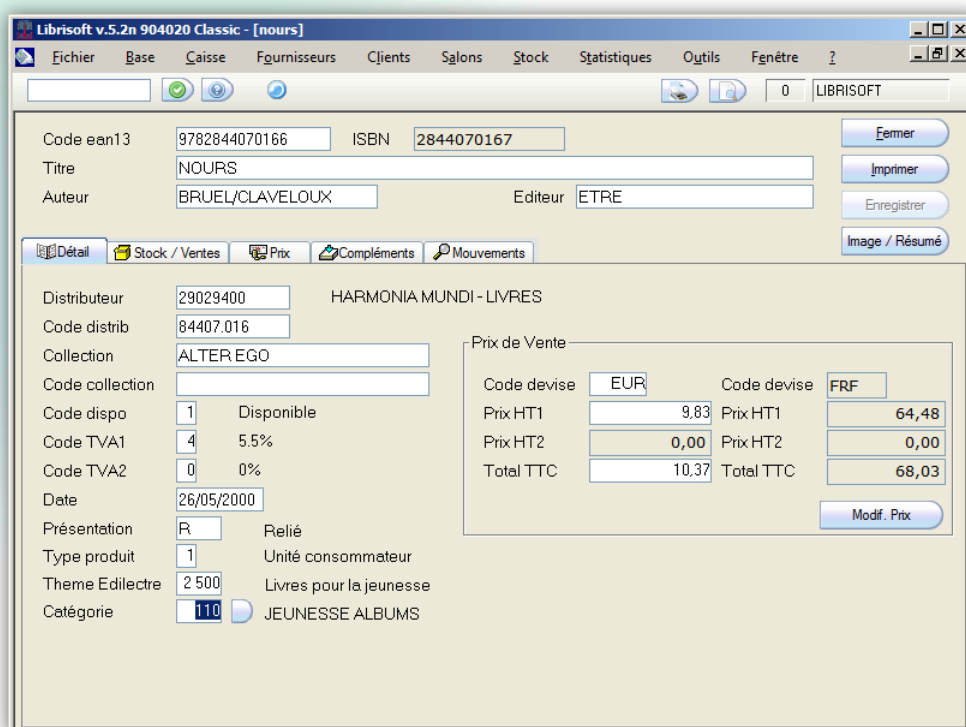 Librisoft v.5.2n 904020 Classic - [nours]
Fichier Base Caisse Fournisseurs Clients Salons Stock Statistiques Outils Fenêtre ?
0 LIBRISOFT
Code ean13 9782844070166 ISBN 2844070167
Fermer
Titre NOURS
Imprimer
Auteur BRUEL/CLAVELOUX Editeur ETRE
Enregistrer
Image / Résumé
Détail Stock / Ventes Prix Compléments Mouvements
Distributeur 29029400 HARMONIA MUNDI - LIVRES
Code distrib 84407.016
Collection ALTER EGO
Code collection
Code dispo 1 Disponible
Code TVA1 4 5.5%
Code TVA2 0 0%
Date 26/05/2000
Présentation R Relié
Type produit 1 Unité consommateur
Theme Edilectre 2 500 Livres pour la jeunesse
Catégorie 110 JEUNESSE ALBUMS
Prix de Vente
Code devise EUR Code devise FRF
Prix HT1 9,83 Prix HT1 64,48
Prix HT2 0,00 Prix HT2 0,00
Total TTC 10,37 Total TTC 68,03
Modif. Prix